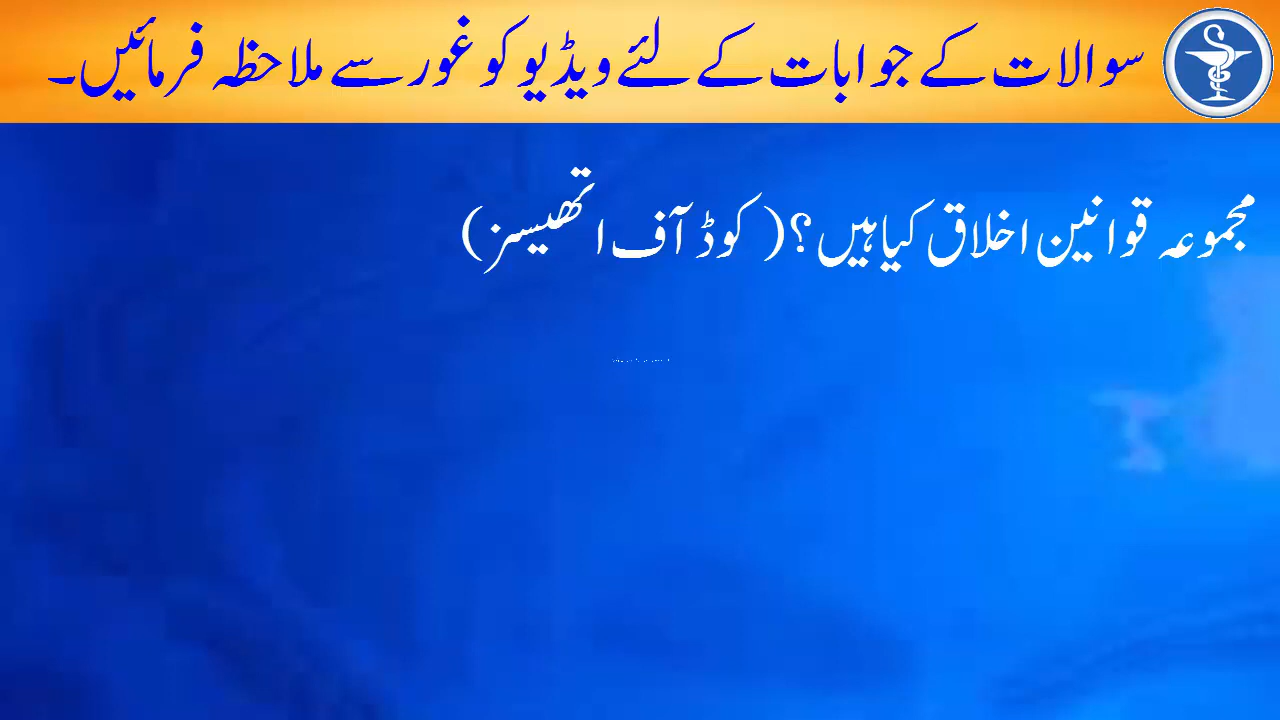 سوالات کے جوابات کے لئے ویڈیو کو غور سے ملاحظہ فرمائیں۔
مجموعہ قوانین اخلاق کیا ہیں؟( کوڈ آف اتھیسز)